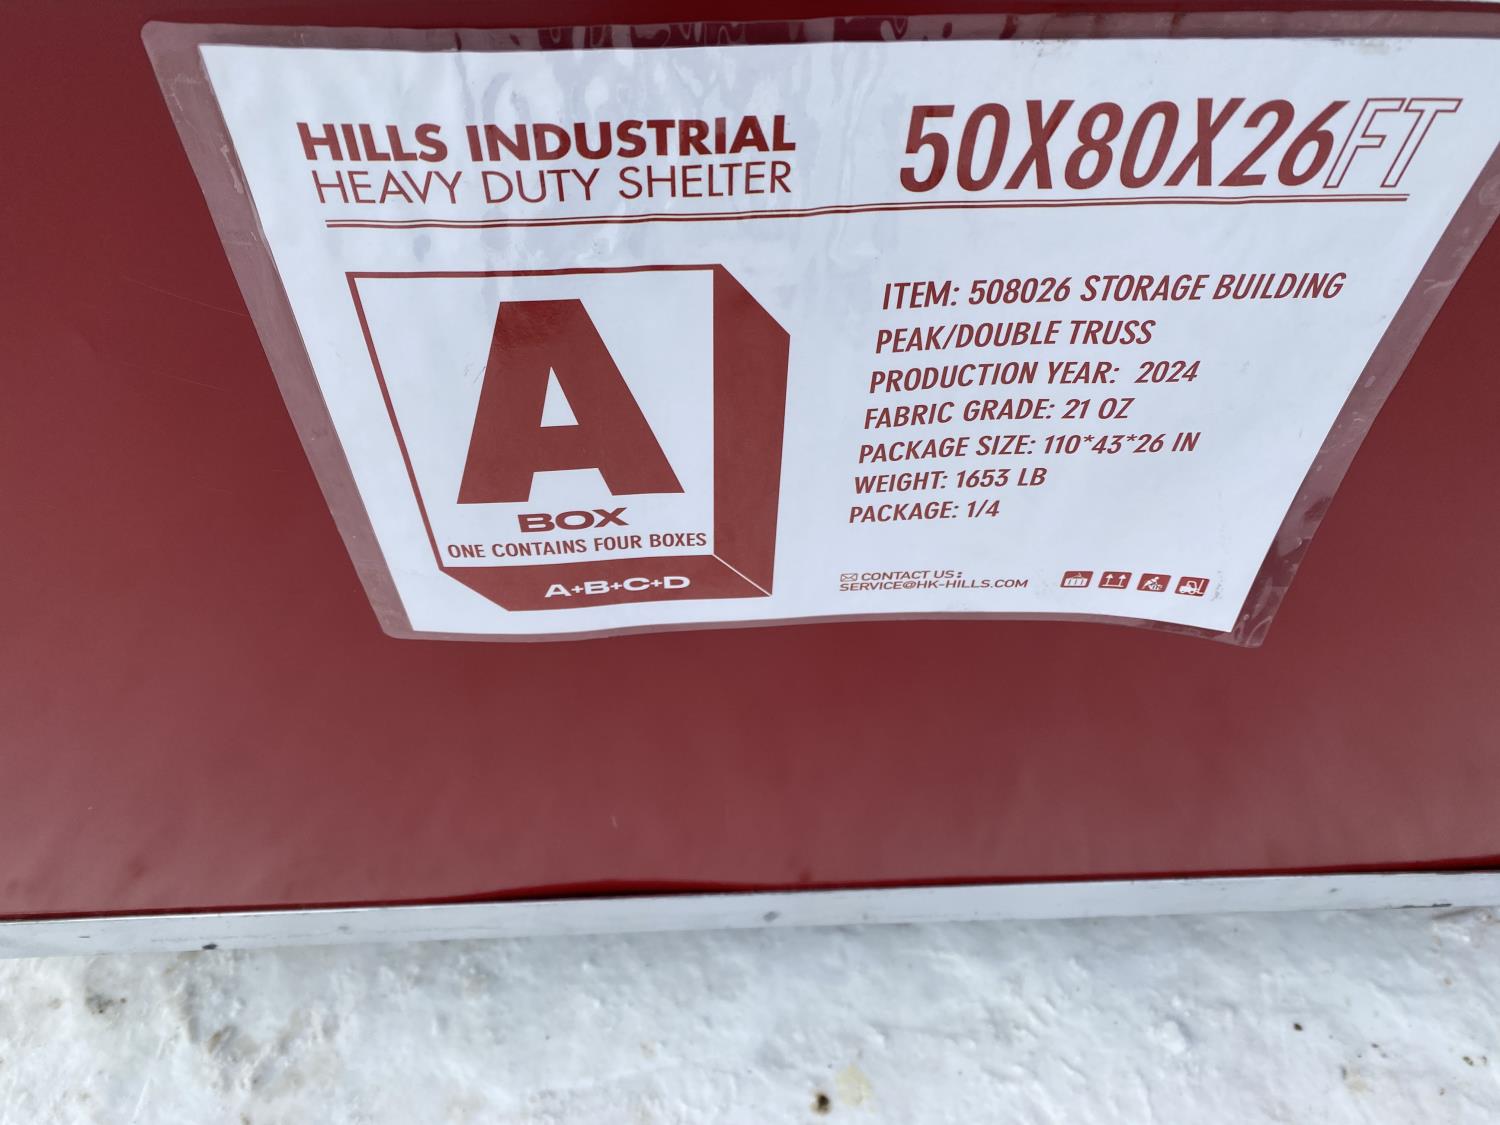 HILLS INDUSTRIAL
HEAVY DUTY SHELTER
50X80X26FT
A
BOX
ONE CONTAINS FOUR BOXES
A+B+C+D
ITEM: 508026 STORAGE BUILDING
PEAK/DOUBLE TRUSS
PRODUCTION YEAR: 2024
FABRIC GRADE: 21 OZ
PACKAGE SIZE: 110*43*26 IN
WEIGHT: 1653 LB
PACKAGE: 1/4
CONTACT US:
SERVICE@HK-HILLS.COM